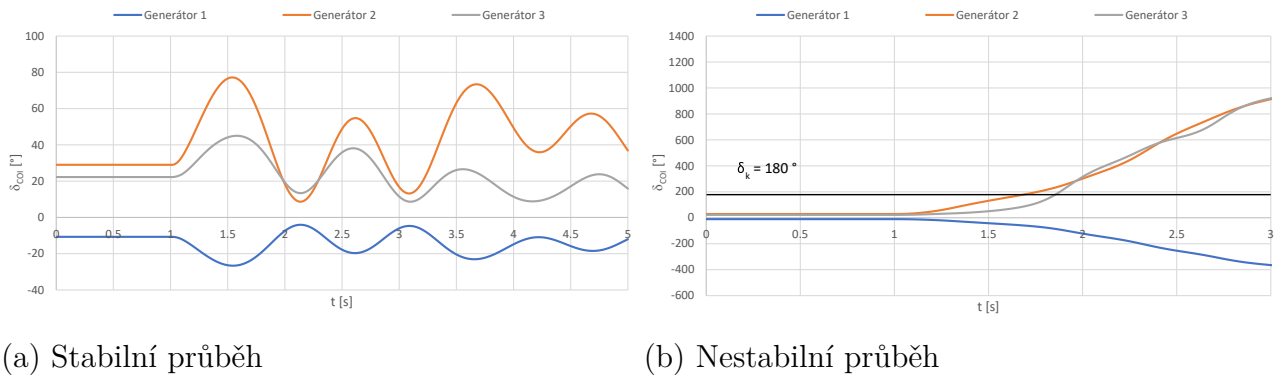 Generátor 1 Generátor 2 Generátor 3
100
80
60
40
20
0
-20
-40
0 0.5 1 1.5 2 2.5 3 3.5 4 4.5 5
δCOI [°]
t [s]
(a) Stabilní průběh
Generátor 1 Generátor 2 Generátor 3
1400
1200
1000
800
600
400
200
0
-200
-400
-600
0 0.5 1 1.5 2 2.5 3
δk = 180 °
δCOI [°]
t [s]
(b) Nestabilní průběh